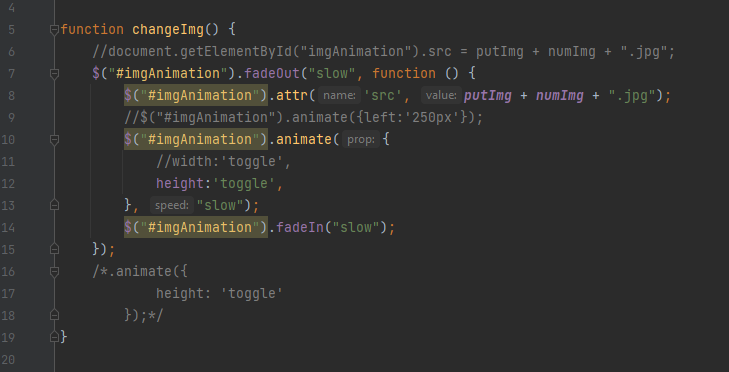 4
5 function changeImg() {
6 //document.getElementById("imgAnimation").src = putImg + numImg + ".jpg";
7 $("#imgAnimation").fadeOut("slow", function () {
8 $("#imgAnimation").attr( name: 'src', value: putImg + numImg + ".jpg");
9 //$("#imgAnimation").animate({left:'250px'});
10 $("#imgAnimation").animate( prop: {
11 //width:'toggle',
12 height:'toggle',
13 }, speed: "slow");
14 $("#imgAnimation").fadeIn("slow");
15 });
16 /*.animate({
17 height: 'toggle'
18 });*/
19 }
20